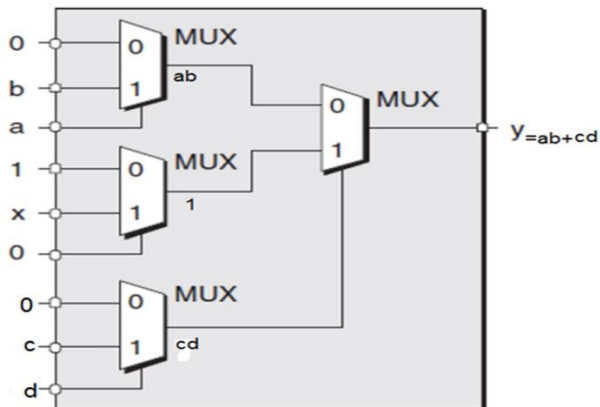 0 0 MUX
b 1 ab
a
0 MUX
1 y=ab+cd
1 0 MUX
x 1 1
0
0 0 MUX
c 1 cd
d